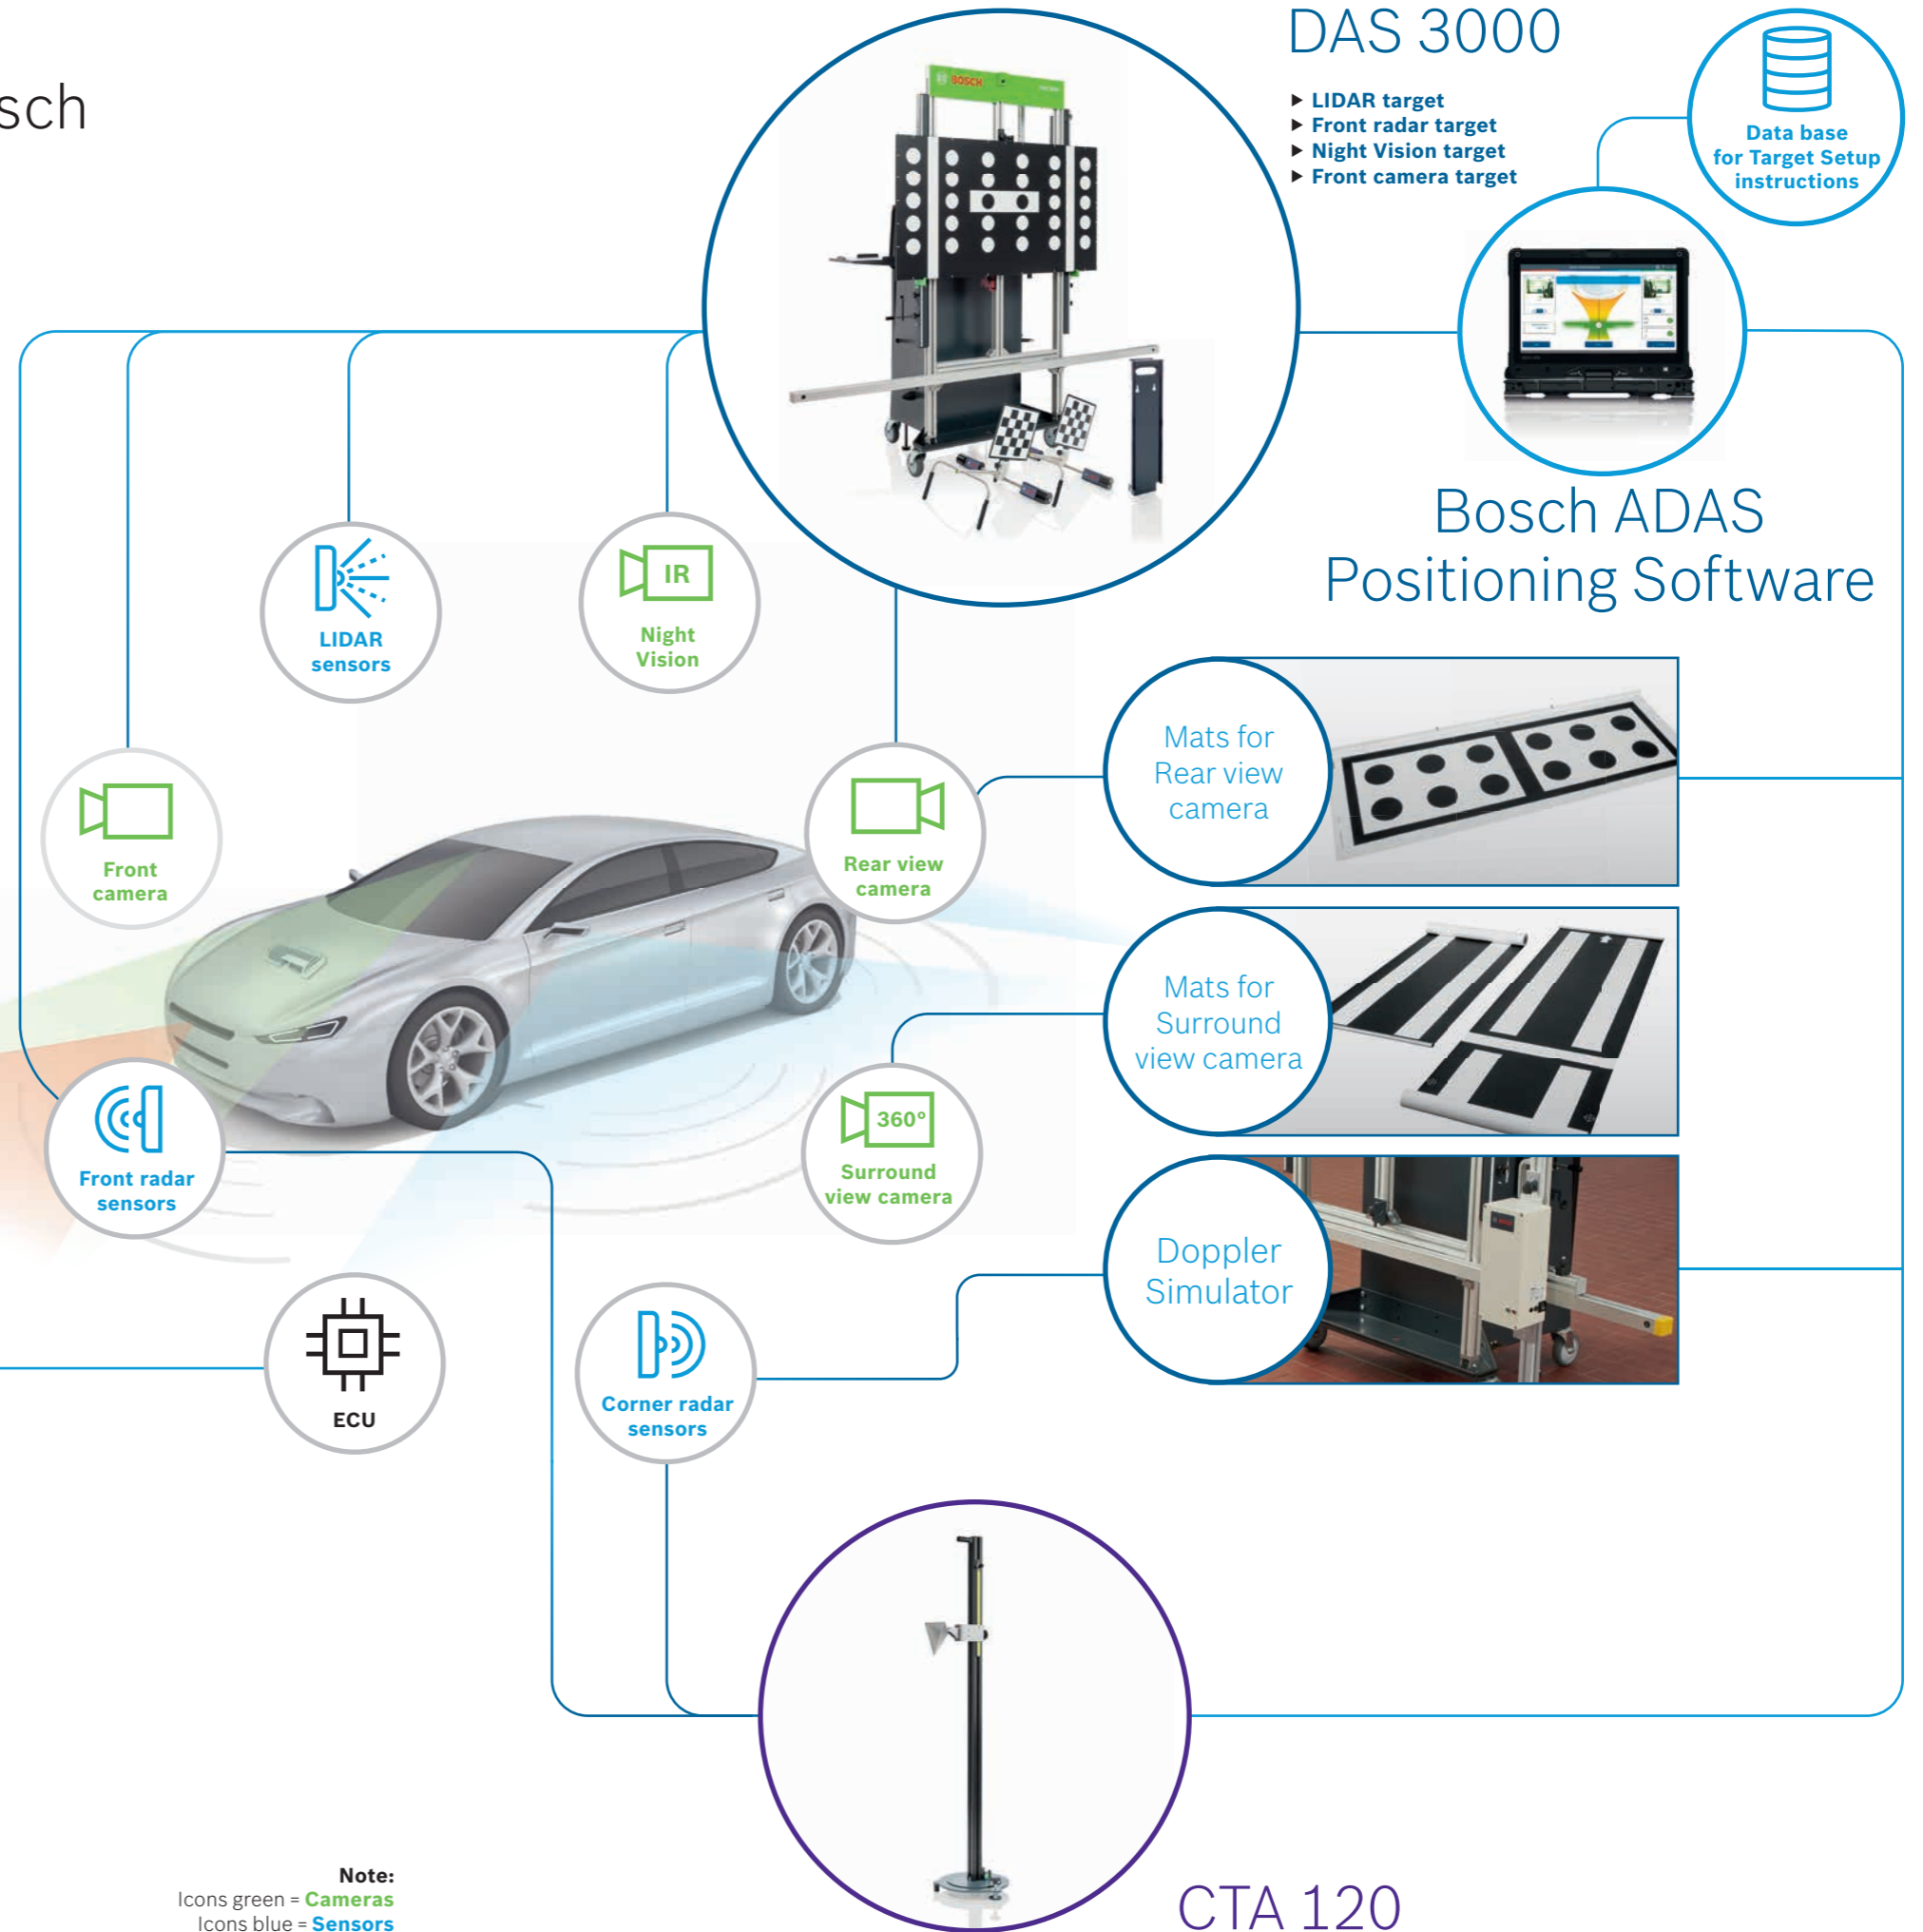 sch
DAS 3000
LIDAR target
Front radar target
Night Vision target
Front camera target
Data base
for Target Setup
instructions
BOSCH
Bosch ADAS
Positioning Software
LIDAR
sensors
IR
Night
Vision
Front
camera
Rear view
camera
Mats for
Rear view
camera
Mats for
Surround
view camera
360°
Surround
view camera
Front radar
sensors
Doppler
Simulator
ECU
Corner radar
sensors
CTA 120
Note:
Icons green = Cameras
Icons blue = Sensors